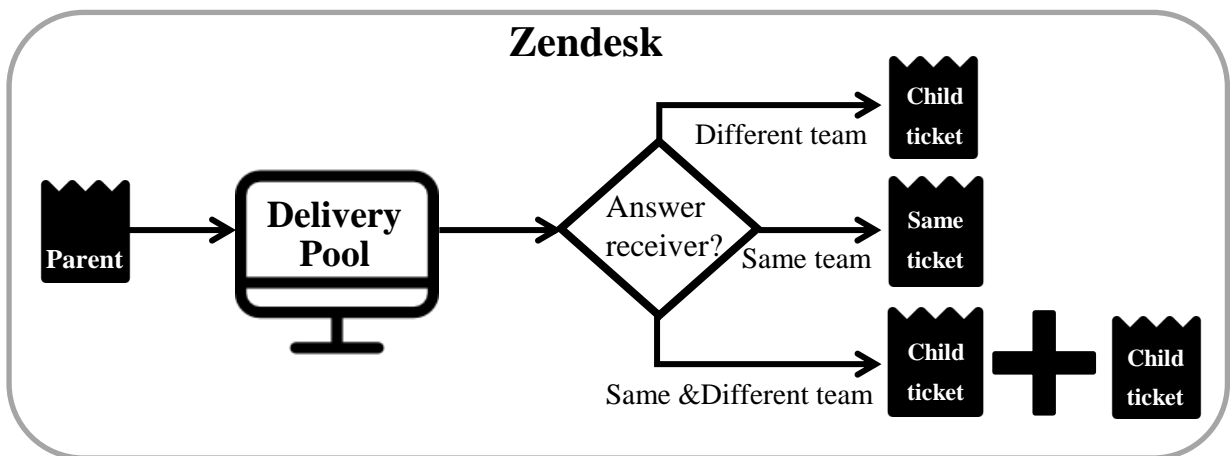 Zendesk
Child
ticket
Different team
Parent
Delivery
Pool
Answer
receiver?
Same
ticket
Same team
Child
ticket
Child
ticket
Same &Different team